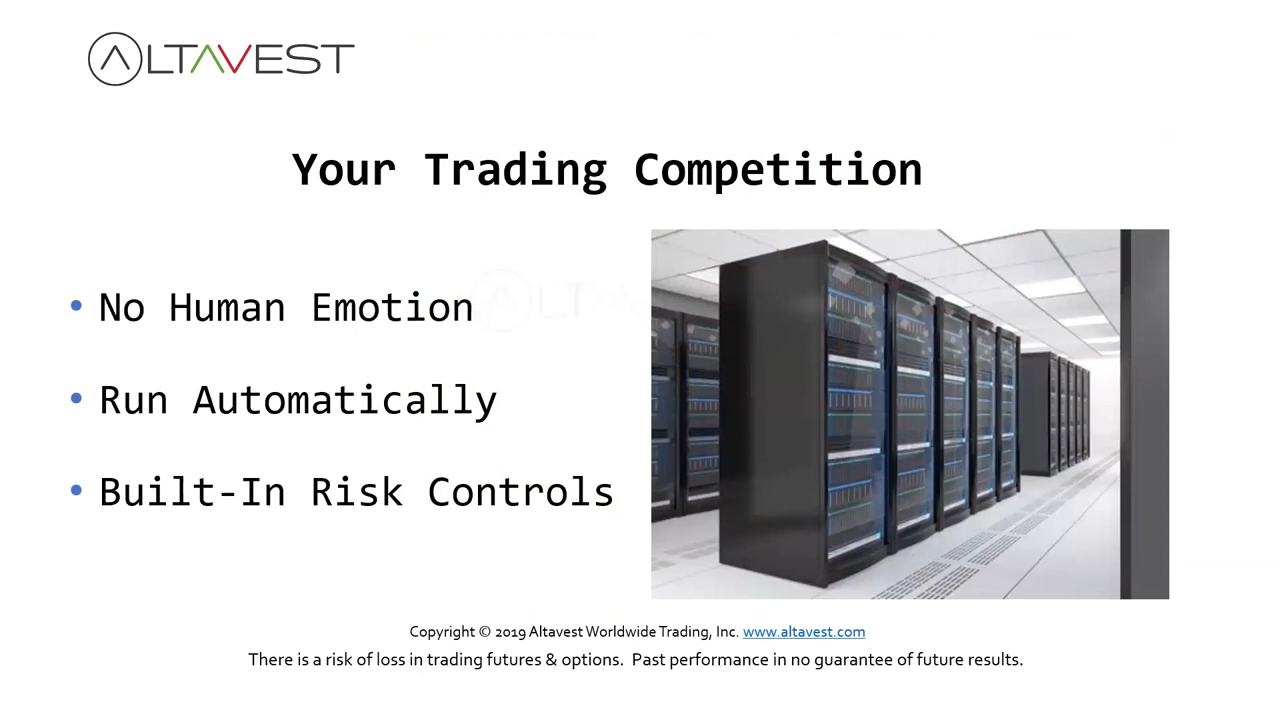 ALTAVEST
Your Trading Competition
• No Human Emotion
• Run Automatically
• Built-In Risk Controls
Copyright © 2019 Altavest Worldwide Trading, Inc. www.altavest.com
There is a risk of loss in trading futures & options. Past performance in no guarantee of future results.